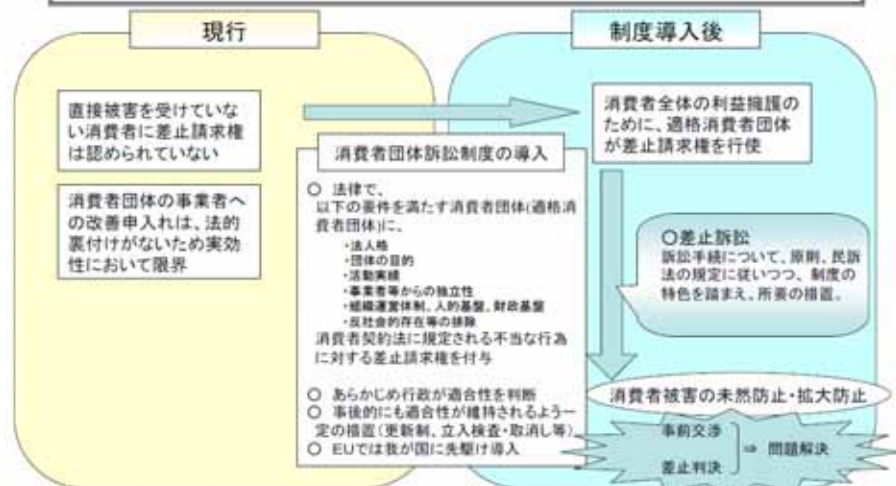 現行
直接被害を受けていな
い消費者に差止請求権
は認められていない
消費者団体の事業者へ
の改善申入れは、法的
裏付けがないため実効
性において限界
消費者団体訴訟制度の導入
○ 法律で、
以下の要件を満たす消費者団体(適格消
費者団体)に、
・法人格
・団体の目的
・活動実績
・事業者等からの独立性
・組織運営体制、人的基盤、財政基盤
・反社会的存在等の排除
消費者契約法に規定される不当な行為
に対する差止請求権を付与
○ あらかじめ行政が適合性を判断
○ 事後的にも適合性が維持されるよう一
定の措置(更新制、立入検査・取消し等)
○ EUでは我が国に先駆け導入
制度導入後
消費者全体の利益擁護の
ために、適格消費者団体
が差止請求権を行使
○差止訴訟
訴訟手続について、原則、民訴
法の規定に従いつつ、制度の
特色を踏まえ、所要の措置。
消費者被害の未然防止・拡大防止
事前交渉
⇒ 問題解決
差止判決